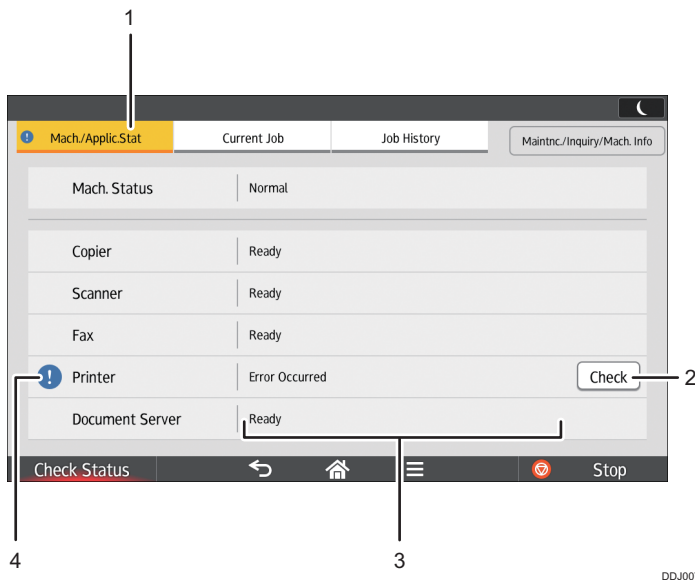 1
Mach./Applic.Stat
Current Job
Job History
Maintnc./Inquiry/Mach. Info
Mach. Status
Normal
Copier
Ready
Scanner
Ready
Fax
Ready
! Printer
Error Occurred
Check
2
Document Server
Ready
Check Status
Stop
4
3
DDJ00